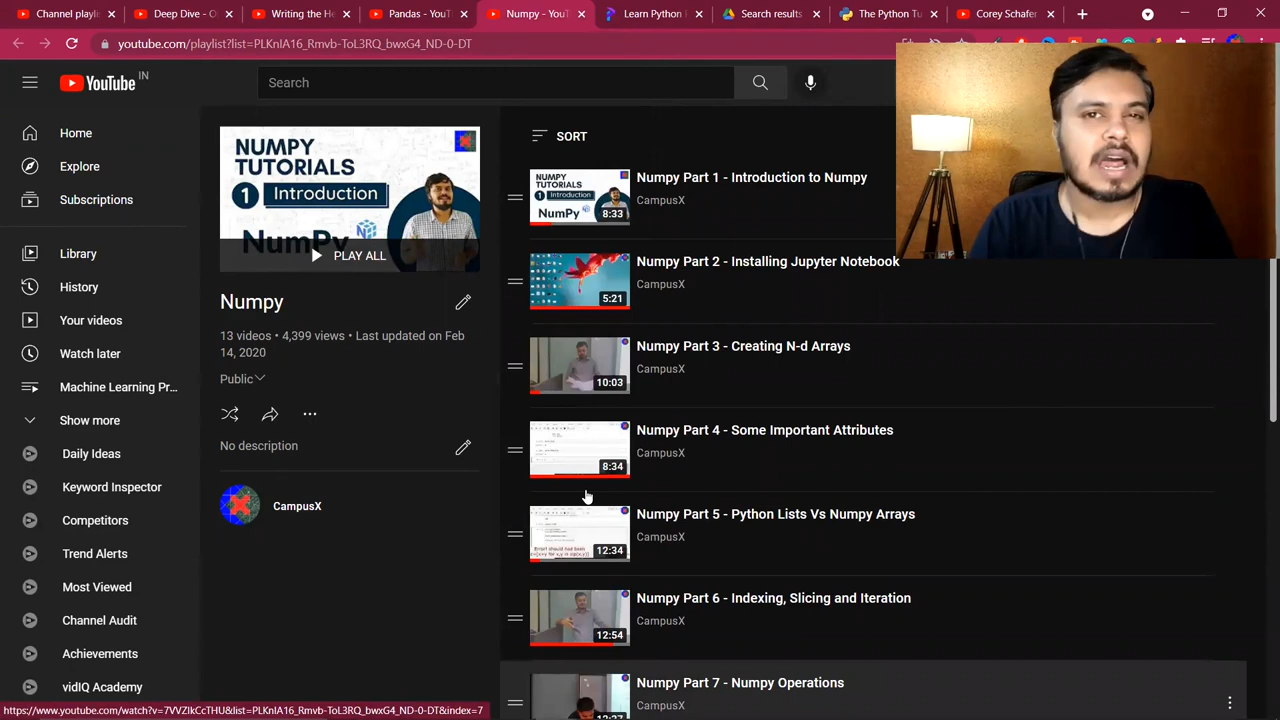 Channel playli
Deep Dive - O
Writing the He
Pandas - YouT
Numpy - YouT
Learn Python
Search results
The Python Tu
Corey Schafer
youtube.com/playlist?list=PLKnIA16_Rmvb-ToL3RQ_bwxG4_ND-0-DT
YouTube IN
Search
Home
Explore
Subscriptions
Library
History
Your videos
Watch later
Machine Learning Pr...
Show more
Daily Ideas
Keyword Inspector
Competitors
Trend Alerts
Most Viewed
Channel Audit
Achievements
vidIQ Academy
NUMPY
TUTORIALS
1 Introduction
NumPy
PLAY ALL
Numpy
13 videos • 4,399 views • Last updated on Feb
14, 2020
Public
No description
CampusX
SORT
NUMPY
TUTORIALS
1 Introduction
NumPy
8:33
Numpy Part 1 - Introduction to Numpy
CampusX
5:21
Numpy Part 2 - Installing Jupyter Notebook
CampusX
10:03
Numpy Part 3 - Creating N-d Arrays
CampusX
8:34
Numpy Part 4 - Some Important Attributes
CampusX
12:34
Numpy Part 5 - Python Lists Vs Numpy Arrays
CampusX
12:54
Numpy Part 6 - Indexing, Slicing and Iteration
CampusX
Numpy Part 7 - Numpy Operations
CampusX
https://www.youtube.com/watch?v=7VVZlkCcTHU&list=PLKnIA16_Rmvb-ToL3RQ_bwxG4_ND-0-DT&index=7